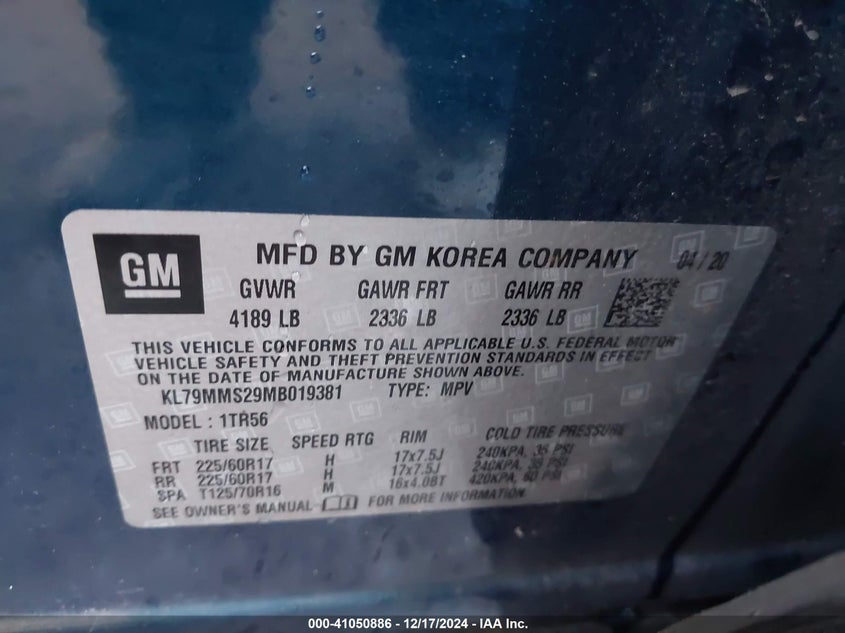 GM
MFD BY GM KOREA COMPANY 04/20
GVWR GAWR FRT GAWR RR
4189 LB 2336 LB 2336 LB
THIS VEHICLE CONFORMS TO ALL APPLICABLE U.S. FEDERAL MOTOR
VEHICLE SAFETY AND THEFT PREVENTION STANDARDS IN EFFECT
ON THE DATE OF MANUFACTURE SHOWN ABOVE.
KL79MMS29MB019381 TYPE: MPV
MODEL: 1TR56
TIRE SIZE SPEED RTG RIM COLD TIRE PRESSURE
FRT 225/60R17 H 17x7.5J 240KPA, 35 PSI
RR 225/60R17 H 17x7.5J 240KPA, 35 PSI
SPA T125/70R16 M 16x4.0BT 420KPA, 60 PSI
SEE OWNER'S MANUAL FOR MORE INFORMATION
000-41050886 - 12/17/2024 - IAA Inc.